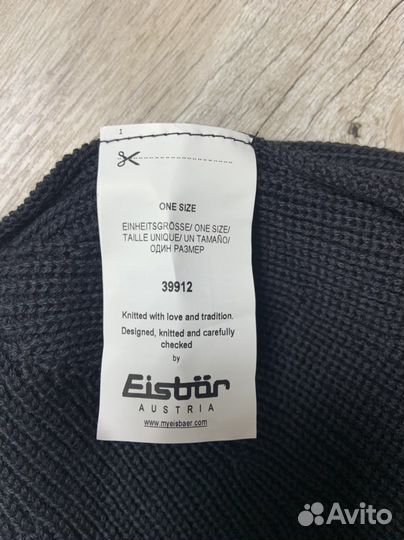 1
ONE SIZE
EINHEITSGRÖSSE/ ONE SIZE/
TAILLE UNIQUE/ UN TAMAÑO/
ОДИН РАЗМЕР
39912
Knitted with love and tradition.
Designed, knitted and carefully
checked
by
Eisbär
AUSTRIA
www.myeisbaer.com
Avito